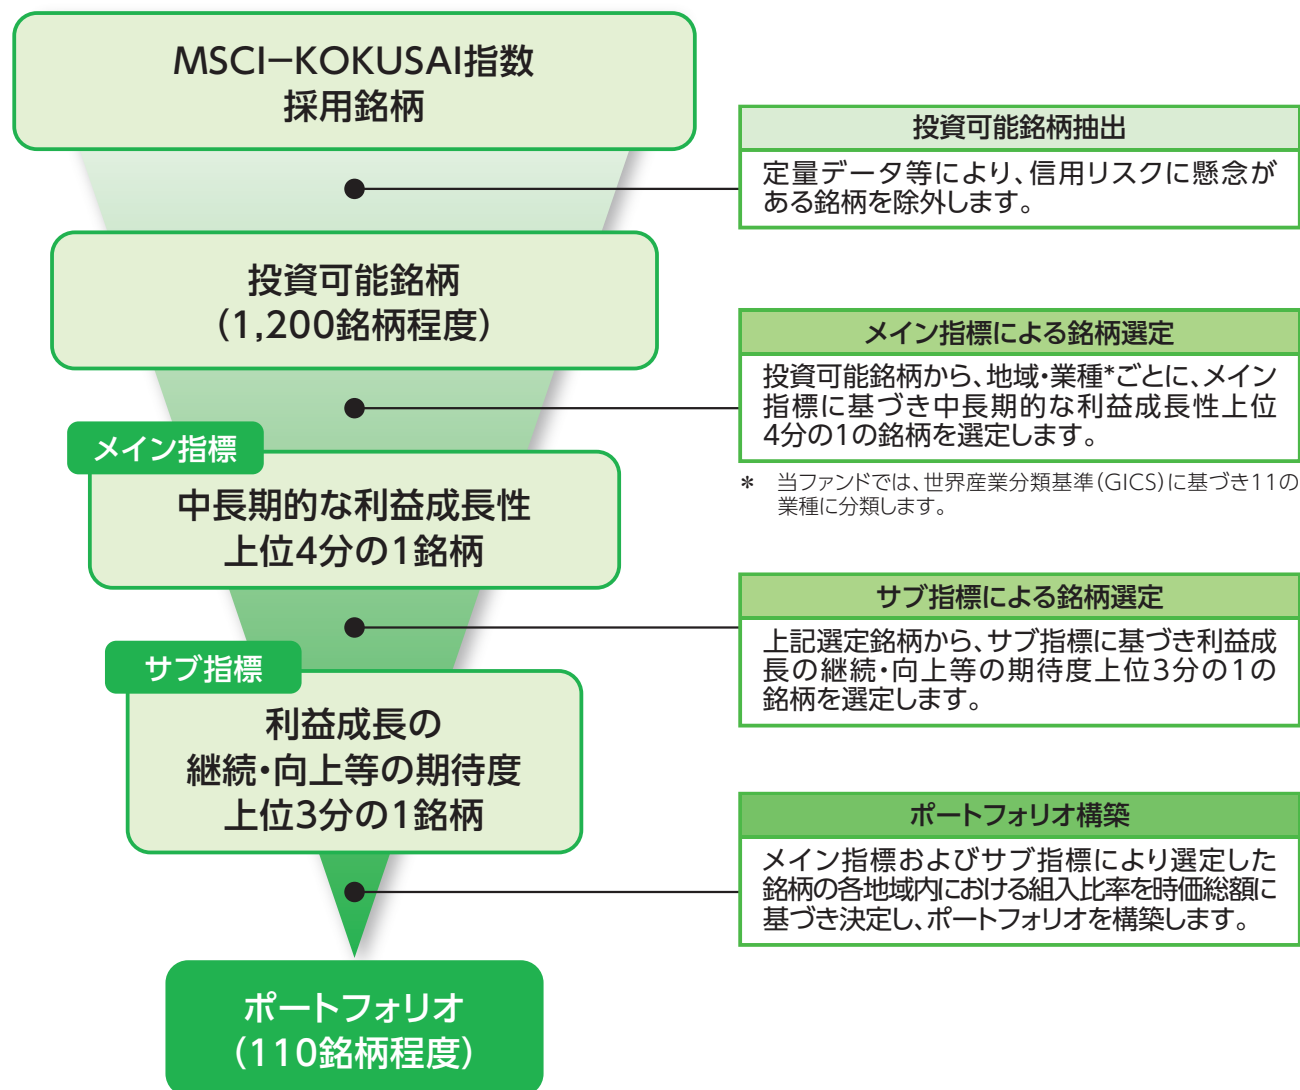 MSCI－KOKUSAI指数
採用銘柄
投資可能銘柄抽出
定量データ等により、信用リスクに懸念が
ある銘柄を除外します。
投資可能銘柄
（1,200銘柄程度）
メイン指標による銘柄選定
投資可能銘柄から、地域・業種*ごとに、メイン
指標に基づき中長期的な利益成長性上位
4分の1の銘柄を選定します。
* 当ファンドでは、世界産業分類基準（GICS）に基づき11の
業種に分類します。
メイン指標
中長期的な利益成長性
上位4分の1銘柄
サブ指標による銘柄選定
上記選定銘柄から、サブ指標に基づき利益成
長の継続・向上等の期待度上位3分の1の
銘柄を選定します。
サブ指標
利益成長の
継続・向上等の期待度
上位3分の1銘柄
ポートフォリオ構築
メイン指標およびサブ指標により選定した
銘柄の各地域内における組入比率を時価総額に
基づき決定し、ポートフォリオを構築します。
ポートフォリオ
（110銘柄程度）